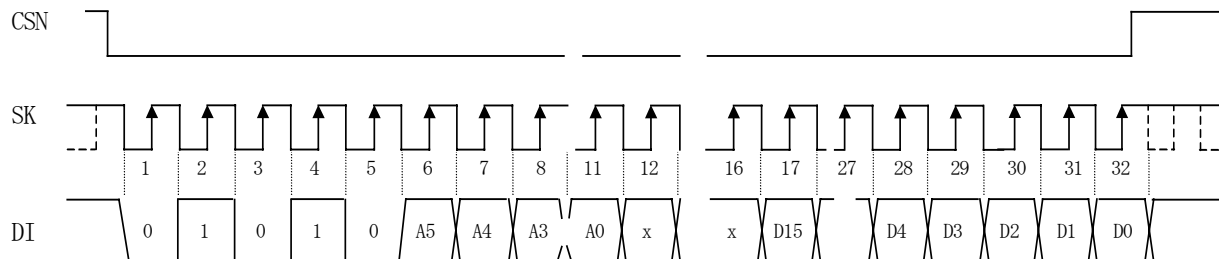 CSN
SK
1 2 3 4 5 6 7 8 11 12 16 17 27 28 29 30 31 32
DI 0 1 0 1 0 A5 A4 A3 A0 x x D15 D4 D3 D2 D1 D0